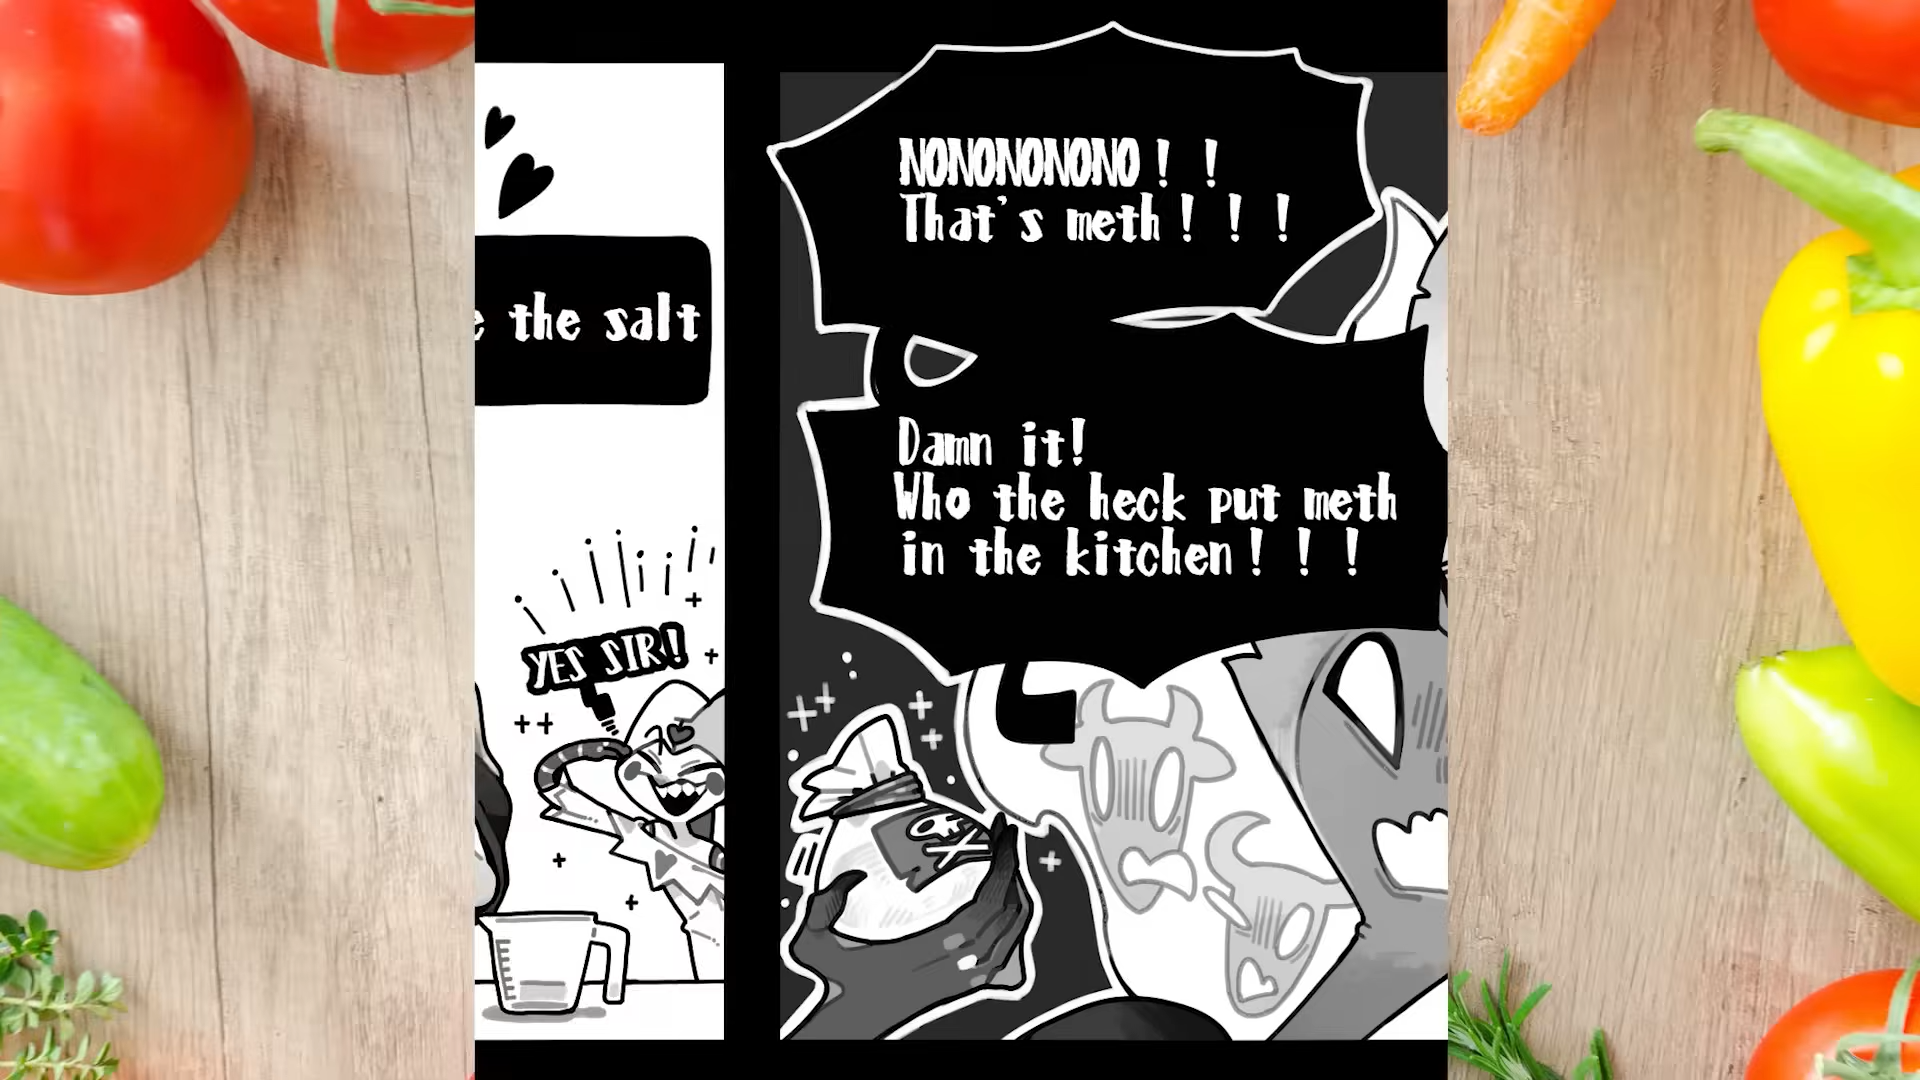 e the salt
YES SIR!
NONONONONO!!
That's meth!!!
Damn it!
Who the heck put meth
in the kitchen!!!